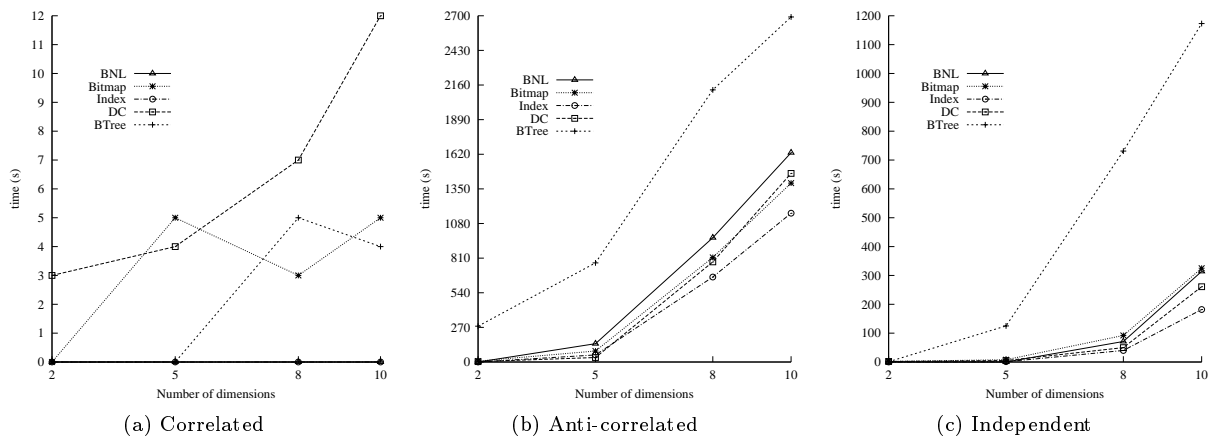 12
11
10
9
8
7
6
5
4
3
2
1
0
time (s)
BNL
Bitmap
Index
DC
BTree
2
5
8
10
Number of dimensions
(a) Correlated
2700
2430
2160
1890
1620
1350
1080
810
540
270
0
time (s)
BNL
Bitmap
Index
DC
BTree
2
5
8
10
Number of dimensions
(b) Anti-correlated
1200
1100
1000
900
800
700
600
500
400
300
200
100
0
time (s)
BNL
Bitmap
Index
DC
BTree
2
5
8
10
Number of dimensions
(c) Independent